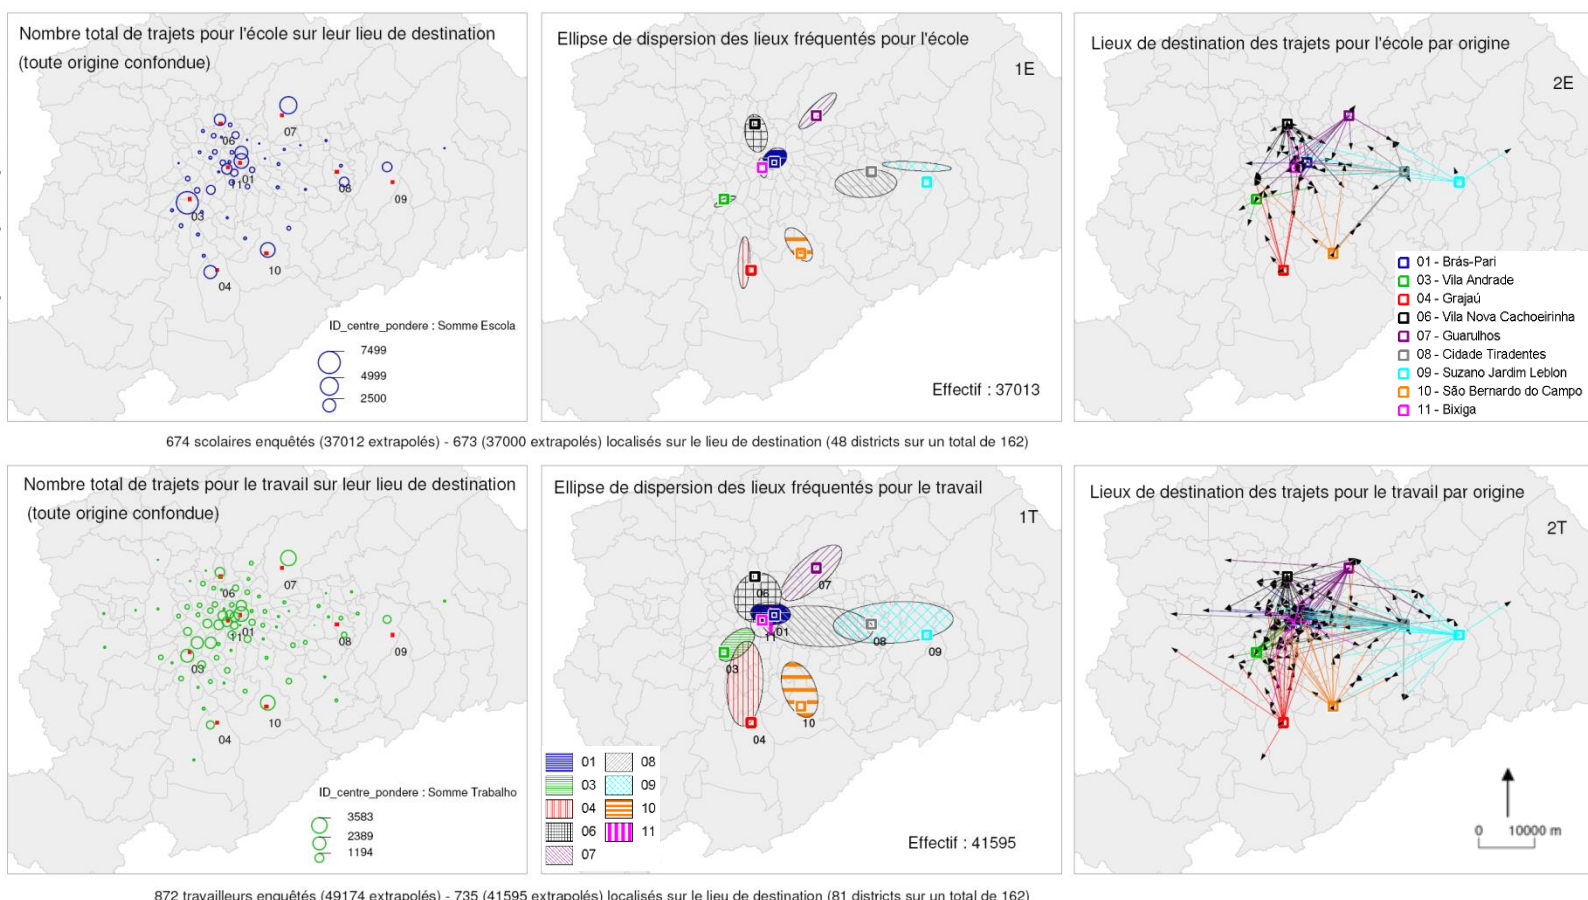 Nombre total de trajets pour l'école sur leur lieu de destination
(toute origine confondue)
07
06
01
11
08
09
03
10
04
ID_centre_pondere : Somme Escola
7499
4999
2500
Ellipse de dispersion des lieux fréquentés pour l'école
1E
Effectif : 37013
Lieux de destination des trajets pour l'école par origine
2E
01 - Brás-Pari
03 - Vila Andrade
04 - Grajaú
06 - Vila Nova Cachoeirinha
07 - Guarulhos
08 - Cidade Tiradentes
09 - Suzano Jardim Leblon
10 - São Bernardo do Campo
11 - Bixiga
674 scolaires enquêtés (37012 extrapolés) - 673 (37000 extrapolés) localisés sur le lieu de destination (48 districts sur un total de 162)
Nombre total de trajets pour le travail sur leur lieu de destination
(toute origine confondue)
07
06
01
11
08
09
03
10
04
ID_centre_pondere : Somme Trabalho
3583
2389
1194
Ellipse de dispersion des lieux fréquentés pour le travail
1T
07
06
01
11
08
09
03
10
04
01
08
03
09
04
10
06
11
07
Effectif : 41595
Lieux de destination des trajets pour le travail par origine
2T
0 10000 m
872 travailleurs enquêtés (49174 extrapolés) - 735 (41595 extrapolés) localisés sur le lieu de destination (81 districts sur un total de 162)